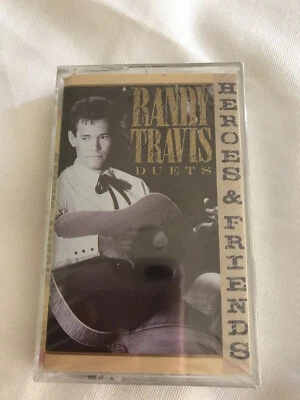 RANDY
TRAVIS
DUETS
HEROES & FRIENDS